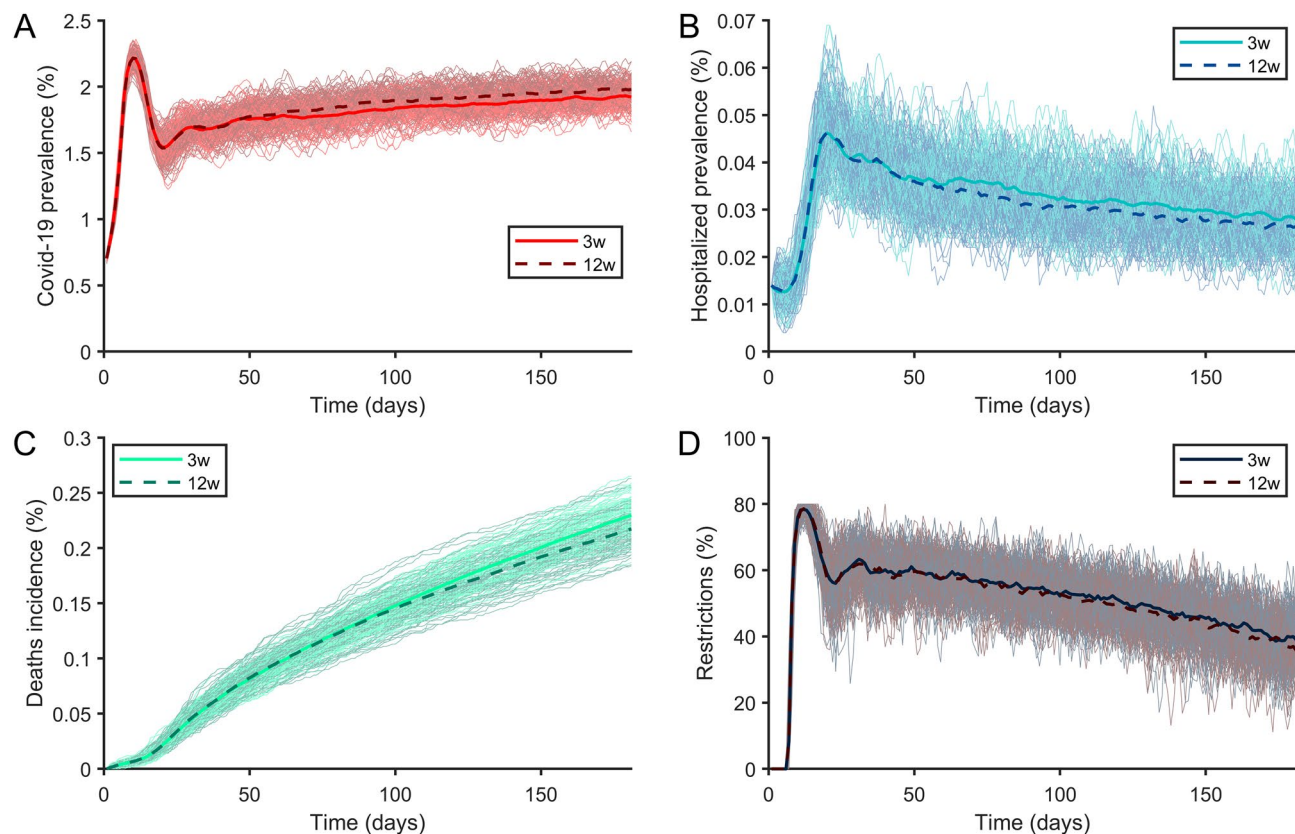 A
Covid-19 prevalence (%)
2.5
2
1.5
1
0.5
0
3w
12w
0
50
100
150
Time (days)
B
Hospitalized prevalence (%)
0.07
0.06
0.05
0.04
0.03
0.02
0.01
0
3w
12w
0
50
100
150
Time (days)
C
Deaths incidence (%)
0.3
0.25
0.2
0.15
0.1
0.05
0
3w
12w
0
50
100
150
Time (days)
D
Restrictions (%)
100
80
60
40
20
0
3w
12w
0
50
100
150
Time (days)